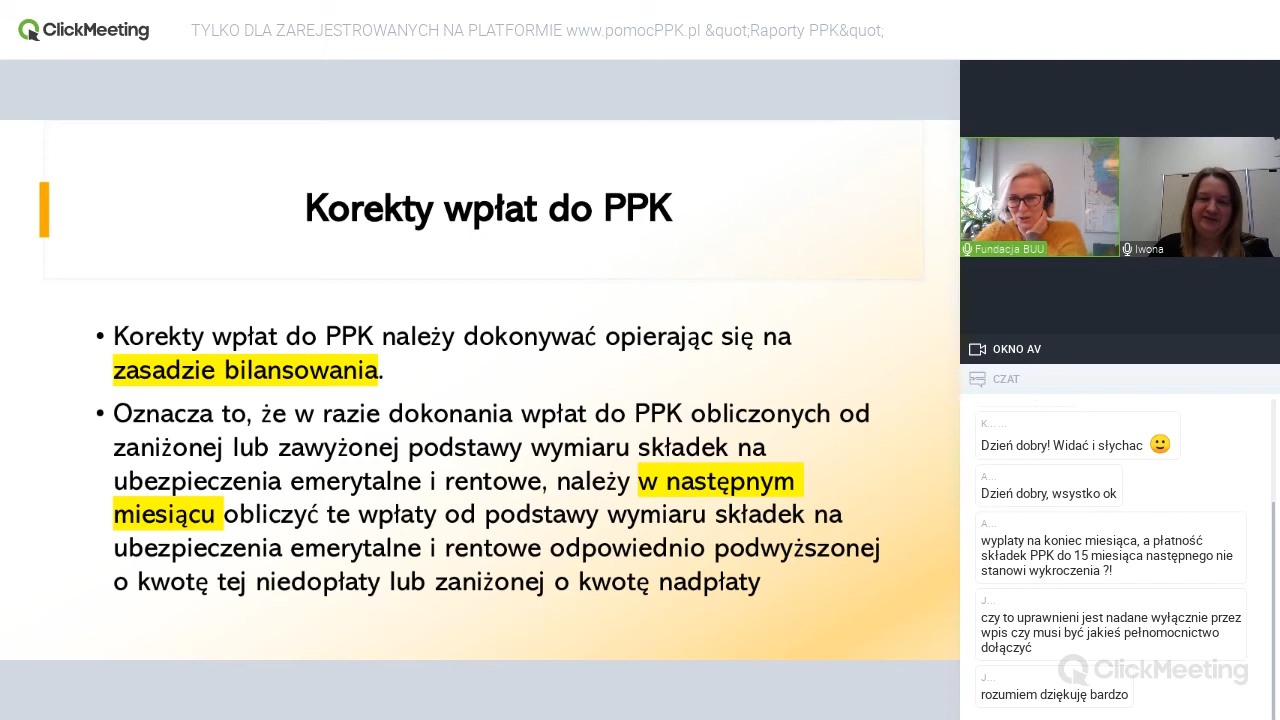 ClickMeeting
TYLKO DLA ZAREJESTROWANYCH NA PLATFORMIE www.pomocPPK.pl &quot;Raporty PPK&quot;
Korekty wpłat do PPK
• Korekty wpłat do PPK należy dokonywać opierając się na
zasadzie bilansowania.
• Oznacza to, że w razie dokonania wpłat do PPK obliczonych od
zaniżonej lub zawyżonej podstawy wymiaru składek na
ubezpieczenia emerytalne i rentowe, należy w następnym
miesiącu obliczyć te wpłaty od podstawy wymiaru składek na
ubezpieczenia emerytalne i rentowe odpowiednio podwyższonej
o kwotę tej niedopłaty lub zaniżonej o kwotę nadpłaty
Fundacja BUU
Iwona
OKNO AV
CZAT
K... ...
Dzień dobry! Widać i słychac
A...
Dzień dobry, wsystko ok
A...
wyplaty na koniec miesiąca, a płatność
składek PPK do 15 miesiąca następnego nie
stanowi wykroczenia ?!
J...
czy to uprawnieni jest nadane wyłącznie przez
wpis czy musi być jakieś pełnomocnictwo
dołączyć
J...
rozumiem dziękuję bardzo
ClickMeeting